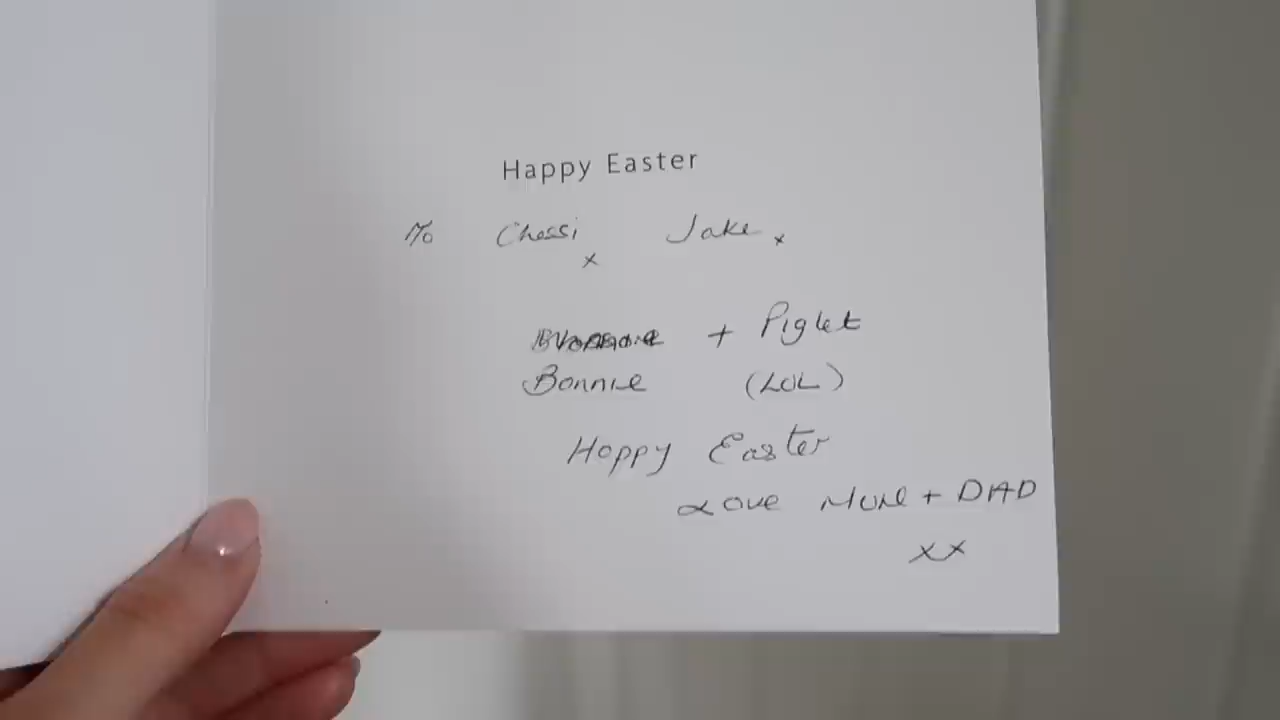 Happy Easter
To Chessi x Jake x
+ Piglet
Bonnie (LOL)
Happy Easter
Love Mum + DAD
xx